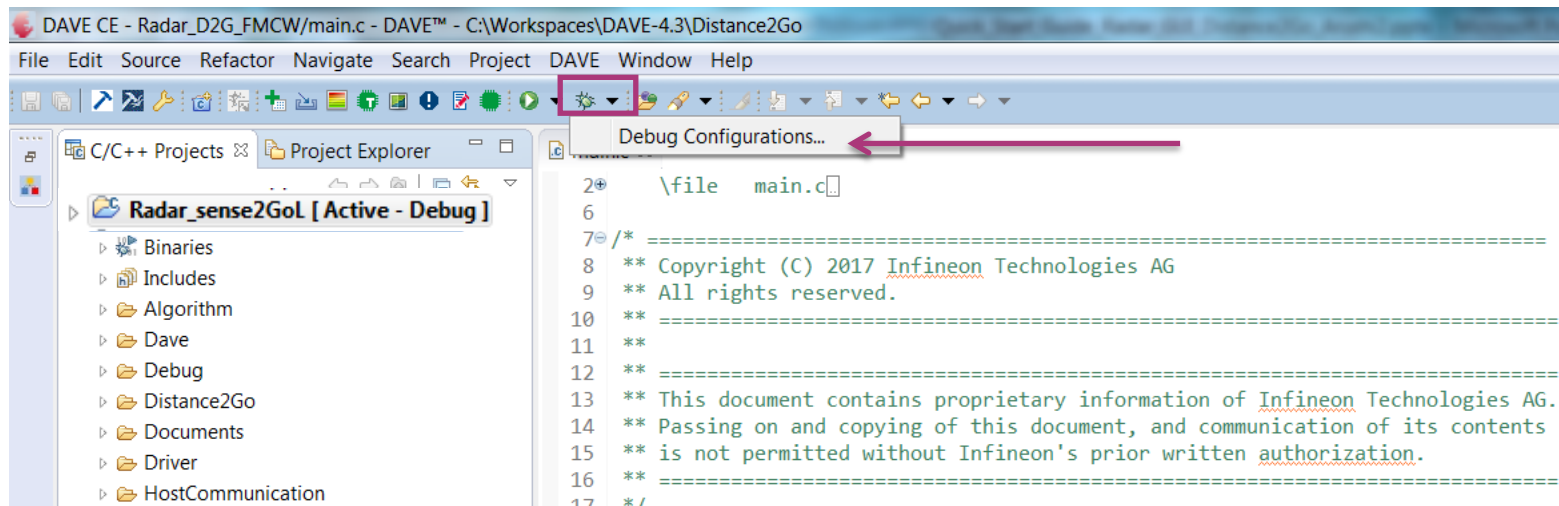 DAVE CE - Radar_D2G_FMCW/main.c - DAVE™ - C:\Workspaces\DAVE-4.3\Distance2Go
File Edit Source Refactor Navigate Search Project DAVE Window Help
Debug Configurations...
C/C++ Projects Project Explorer
2 \file main.c
Radar_sense2GoL [ Active - Debug ]
6
7 /* ===========================================================================
Binaries
8 ** Copyright (C) 2017 Infineon Technologies AG
Includes
9 ** All rights reserved.
Algorithm
10 ** ===========================================================================
Dave
11 **
Debug
12 ** ===========================================================================
Distance2Go
13 ** This document contains proprietary information of Infineon Technologies AG.
Documents
14 ** Passing on and copying of this document, and communication of its contents
Driver
15 ** is not permitted without Infineon's prior written authorization.
16 ** ===========================================================================
HostCommunication
17 */